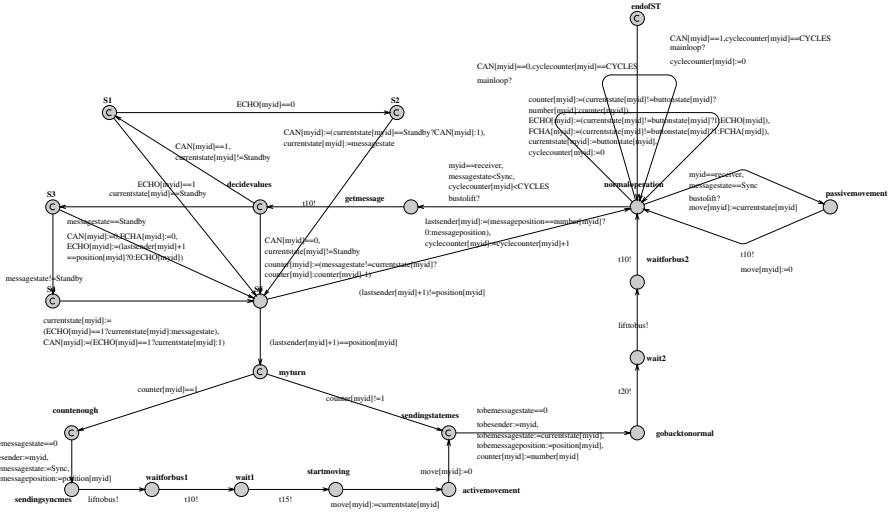 endofST
CAN[myid]==1,cyclecounter[myid]==CYCLES
mainloop?
cyclecounter[myid]:=0
CAN[myid]==0,cyclecounter[myid]==CYCLES
mainloop?
S1
ECHO[myid]==0
S2
counter[myid]:=(currentstate[myid]!=buttonstate[myid]?
number[myid]:counter[myid]),
ECHO[myid]:=(currentstate[myid]!=buttonstate[myid]?1:ECHO[myid]),
FCHA[myid]:=(currentstate[myid]!=buttonstate[myid]?1:FCHA[myid]),
currentstate[myid]:=buttonstate[myid],
cyclecounter[myid]:=0
CAN[myid]:=(currentstate[myid]==Standby?CAN[myid]:1),
currentstate[myid]:=messagestate
CAN[myid]==1,
currentstate[myid]!=Standby
myid==receiver,
messagestate<Sync,
cyclecounter[myid]<CYCLES
bustolift?
ECHO[myid]==1
currentstate[myid]==Standby
decidevalues
normaloperation
myid==receiver,
messagestate==Sync
bustolift?
move[myid]:=currentstate[myid]
passivemovement
S3
t10!
getmessage
messagestate==Standby
CAN[myid]:=0,ECHA[myid]:=0,
ECHO[myid]:=(lastsender[myid]+1
==position[myid]?0:ECHO[myid])
CAN[myid]==0,
currentstate[myid]!=Standby
counter[myid]:=(messagestate!=currentstate[myid]?
counter[myid]:counter[myid]-1)
lastsender[myid]:=(messageposition==number[myid]?
0:messageposition),
cyclecounter[myid]:=cyclecounter[myid]+1
t10!
move[myid]:=0
t10!
waitforbus2
messagestate!=Standby
S4
S5
(lastsender[myid]+1)!=position[myid]
currentstate[myid]:=
(ECHO[myid]==1?currentstate[myid]:messagestate),
CAN[myid]:=(ECHO[myid]==1?currentstate[myid]:1)
(lastsender[myid]+1)==position[myid]
lifttobus!
wait2
myturn
counter[myid]==1
counter[myid]!=1
t20!
countenough
sendingstatemes
tobemessagestate==0
tobesender:=myid,
tobemessagestate:=currentstate[myid],
tobemessageposition:=position[myid],
counter[myid]:=number[myid]
gobacktonormal
emessagestate==0
esender:=myid,
emessagestate:=Sync,
emessageposition:=position[myid]
waitforbus1
wait1
startmoving
move[myid]:=0
activemovement
sendingsyncmes
lifttobus!
t10!
t15!
move[myid]:=currentstate[myid]